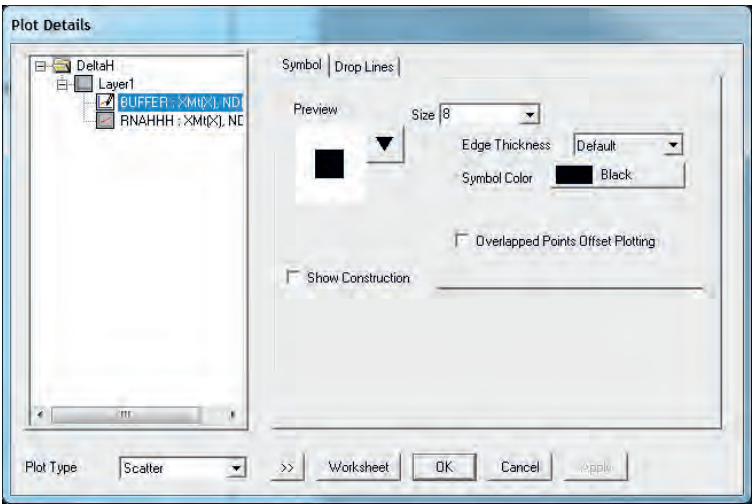 Plot Details
DeltaH
Layer1
BUFFER : XMt(X), ND
RNAHHH : XMt(X), ND
Symbol Drop Lines
Preview
Size 8
Edge Thickness Default
Symbol Color Black
Overlapped Points Offset Plotting
Show Construction
Plot Type Scatter >> Worksheet OK Cancel Apply